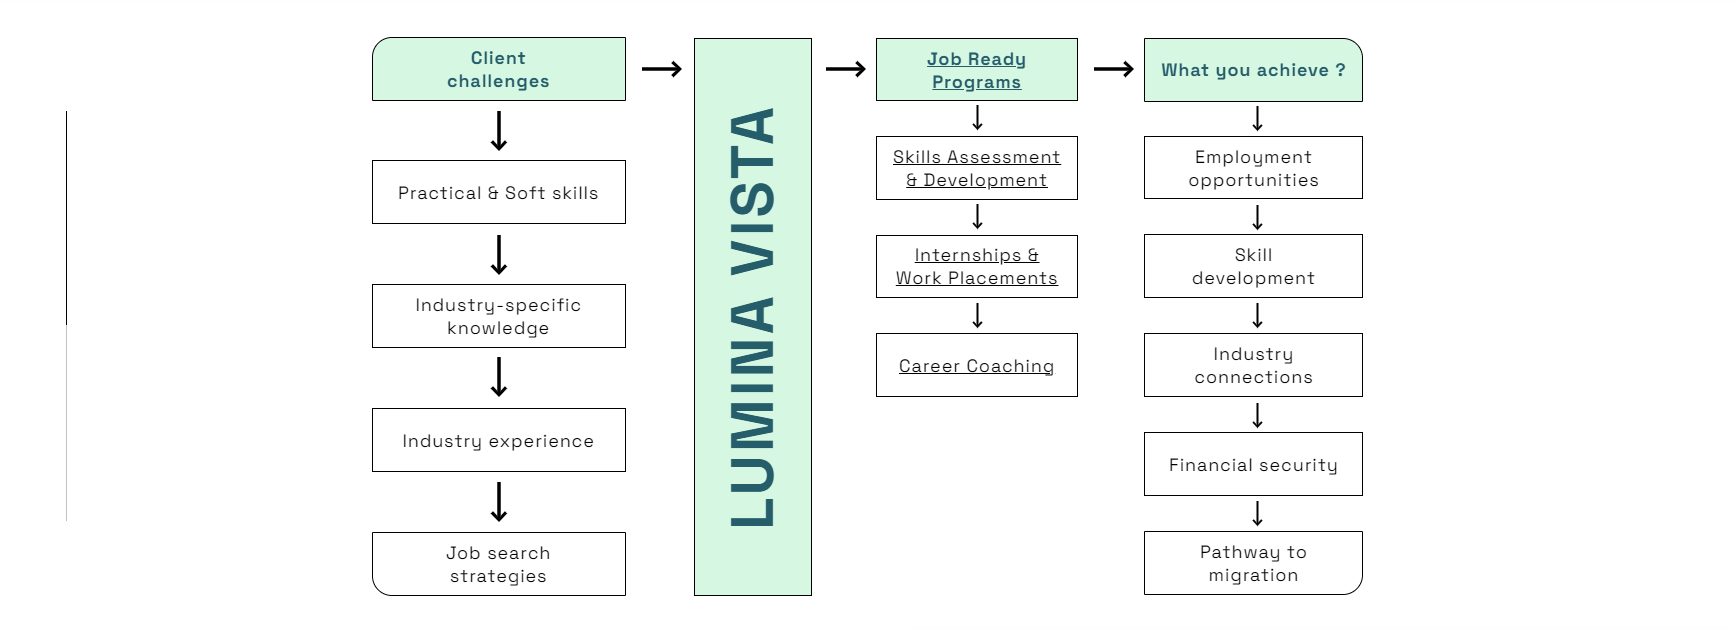 Client
challenges
Practical & Soft skills
Industry-specific
knowledge
Industry experience
Job search
strategies
LUMINA VISTA
Job Ready
Programs
Skills Assessment
& Development
Internships &
Work Placements
Career Coaching
What you achieve ?
Employment
opportunities
Skill
development
Industry
connections
Financial security
Pathway to
migration